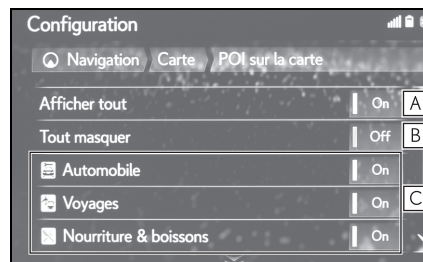 Configuration
Navigation Carte POI sur la carte
Afficher tout On A
Tout masquer Off B
Automobile On
Voyages On C
Nourriture & boissons On